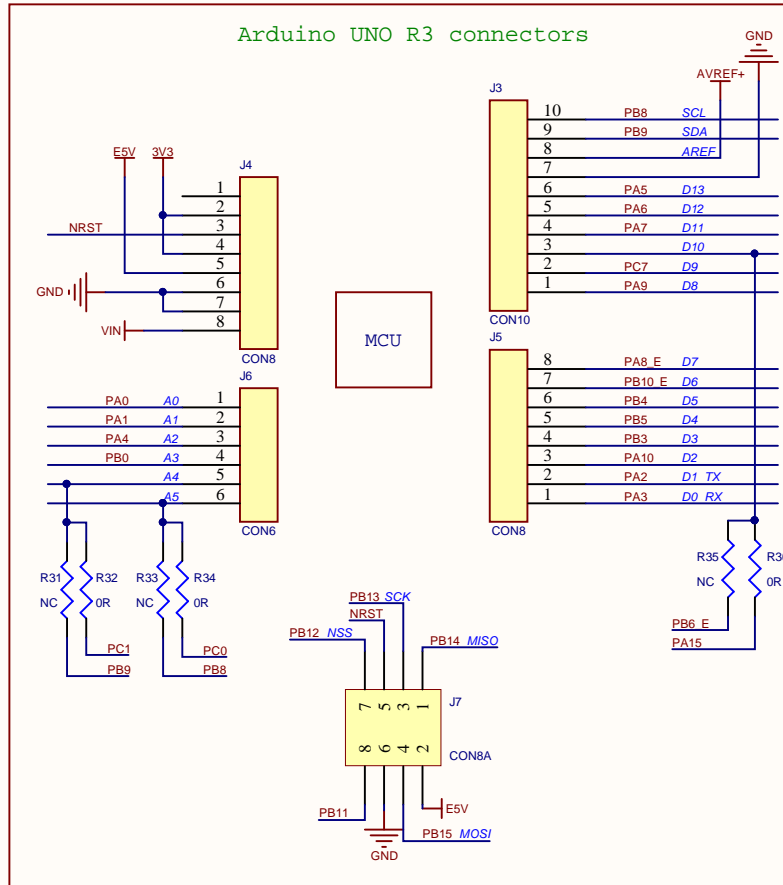 Arduino UNO R3 connectors
GND
AVREF+
J3
10 PB8 SCL
9 PB9 SDA
8 AREF
7
6 PA5 D13
5 PA6 D12
4 PA7 D11
3 D10
2 PC7 D9
1 PA9 D8
CON10
E5V 3V3
J4
1
2
NRST 3
4
5
GND 6
7
VIN 8
CON8
MCU
J5
8 PA8_E D7
7 PB10_E D6
6 PB4 D5
5 PB5 D4
4 PB3 D3
3 PA10 D2
2 PA2 D1 TX
1 PA3 D0 RX
CON8
J6
PA0 A0 1
PA1 A1 2
PA4 A2 3
PB0 A3 4
A4 5
A5 6
CON6
R31 R32 R33 R34
NC 0R NC 0R
PC1 PC0
PB9 PB8
R35
NC 0R
PB6_E
PA15
PB13 SCK
NRST
PB12 NSS
PB14 MISO
J7
7 5 3 1
8 6 4 2
CON8A
PB11
E5V
PB15 MOSI
GND